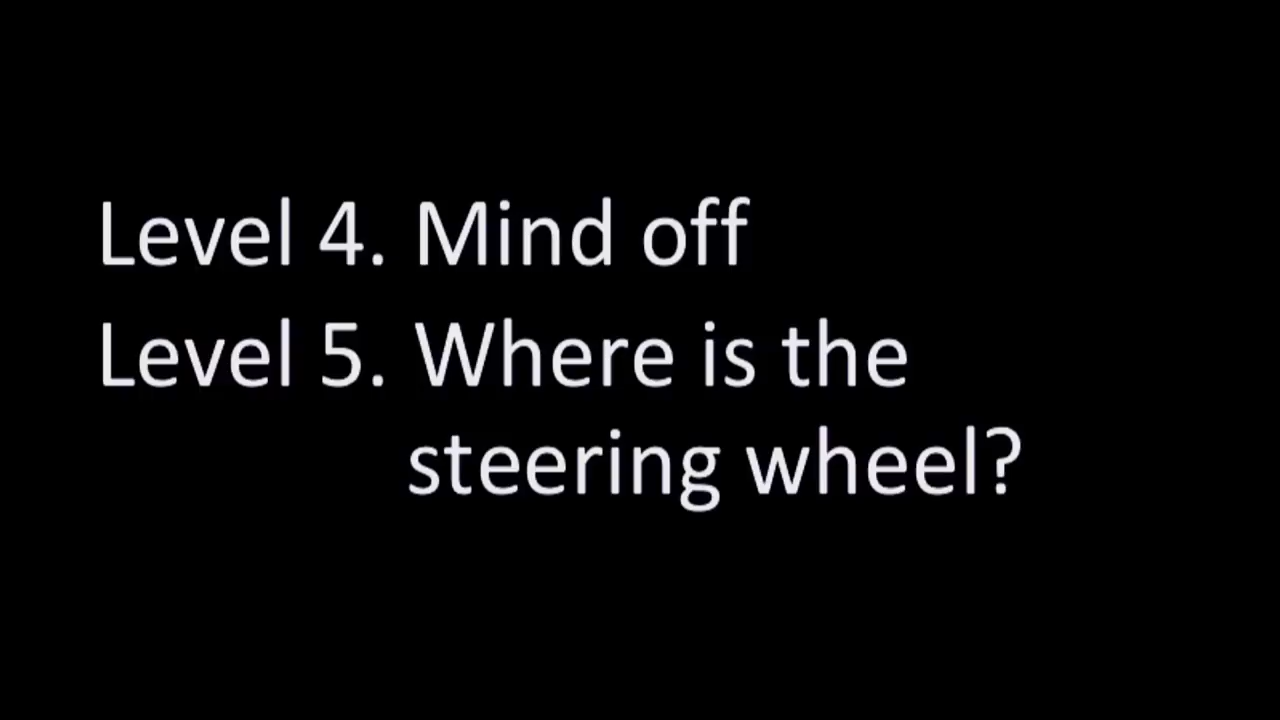 Level 4. Mind off
Level 5. Where is the
steering wheel?